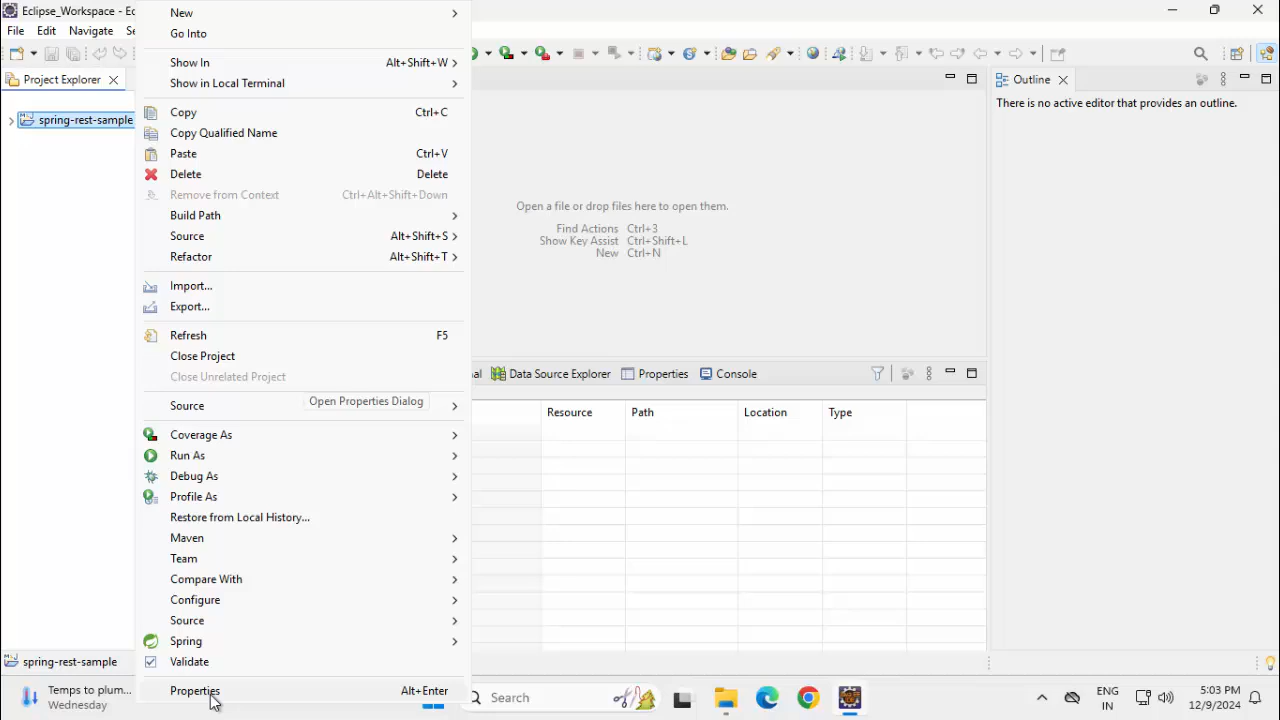 Eclipse_Workspace - Ec
File Edit Navigate Se
Project Explorer
spring-rest-sample
New
Go Into
Show In Alt+Shift+W
Show in Local Terminal
Copy Ctrl+C
Copy Qualified Name
Paste Ctrl+V
Delete Delete
Remove from Context Ctrl+Alt+Shift+Down
Build Path
Source Alt+Shift+S
Refactor Alt+Shift+T
Import...
Export...
Refresh F5
Close Project
Close Unrelated Project
Source
Open Properties Dialog
Coverage As
Run As
Debug As
Profile As
Restore from Local History...
Maven
Team
Compare With
Configure
Source
Spring
Validate
Properties Alt+Enter
Open a file or drop files here to open them.
Find Actions Ctrl+3
Show Key Assist Ctrl+Shift+L
New Ctrl+N
Outline
There is no active editor that provides an outline.
al Data Source Explorer Properties Console
Resource Path Location Type
spring-rest-sample
Temps to plum...
Wednesday
Search
ENG
IN
5:03 PM
12/9/2024